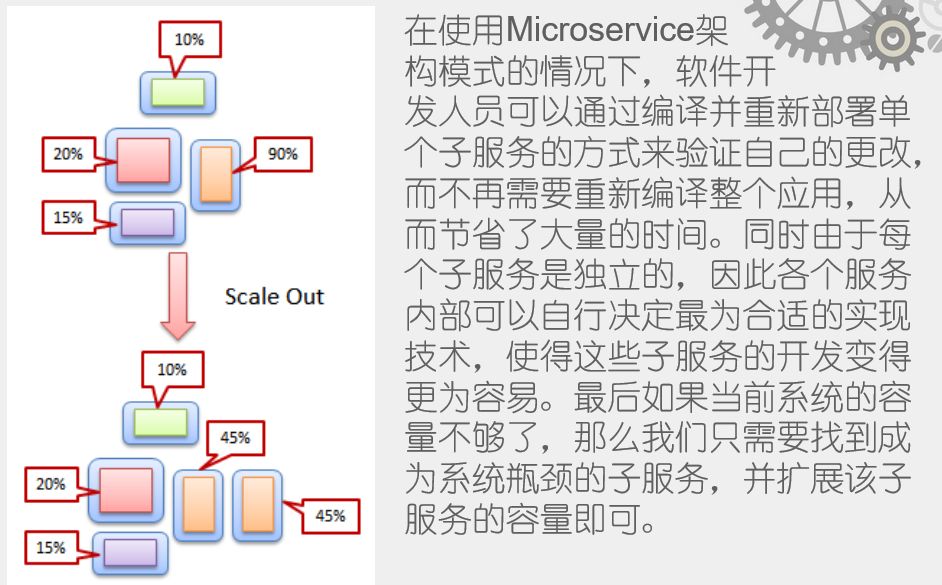 10%
20%
90%
15%
Scale Out
10%
45%
20%
45%
15%
在使用Microservice架
构模式的情况下，软件开
发人员可以通过编译并重新部署单
个子服务的方式来验证自己的更改，
而不再需要重新编译整个应用，从
而节省了大量的时间。同时由于每
个子服务是独立的，因此各个服务
内部可以自行决定最为合适的实现
技术，使得这些子服务的开发变得
更为容易。最后如果当前系统的容
量不够了，那么我们只需要找到成
为系统瓶颈的子服务，并扩展该子
服务的容量即可。